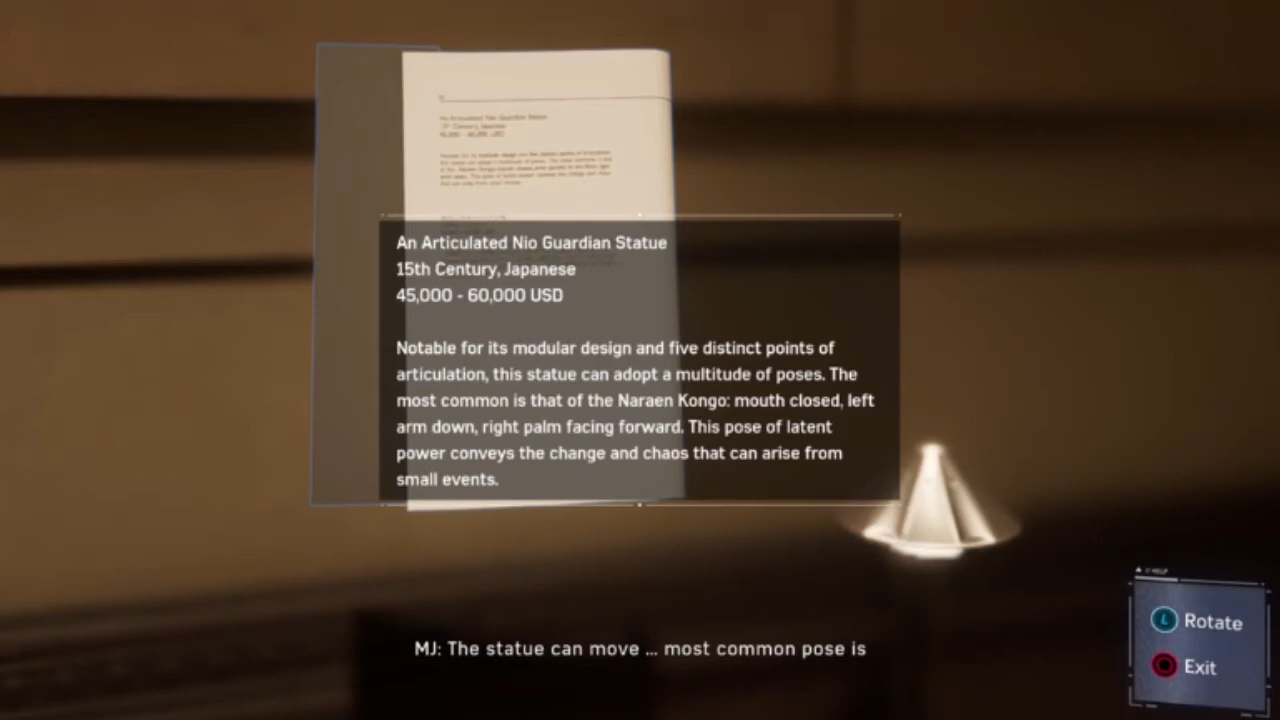 An Articulated Nio Guardian Statue
15th Century, Japanese
45,000 - 60,000 USD
Notable for its modular design and five distinct points of
articulation, this statue can adopt a multitude of poses. The
most common is that of the Naraen Kongo: mouth closed, left
arm down, right palm facing forward. This pose of latent
power conveys the change and chaos that can arise from
small events.
MJ: The statue can move ... most common pose is
HELP
Rotate
Exit